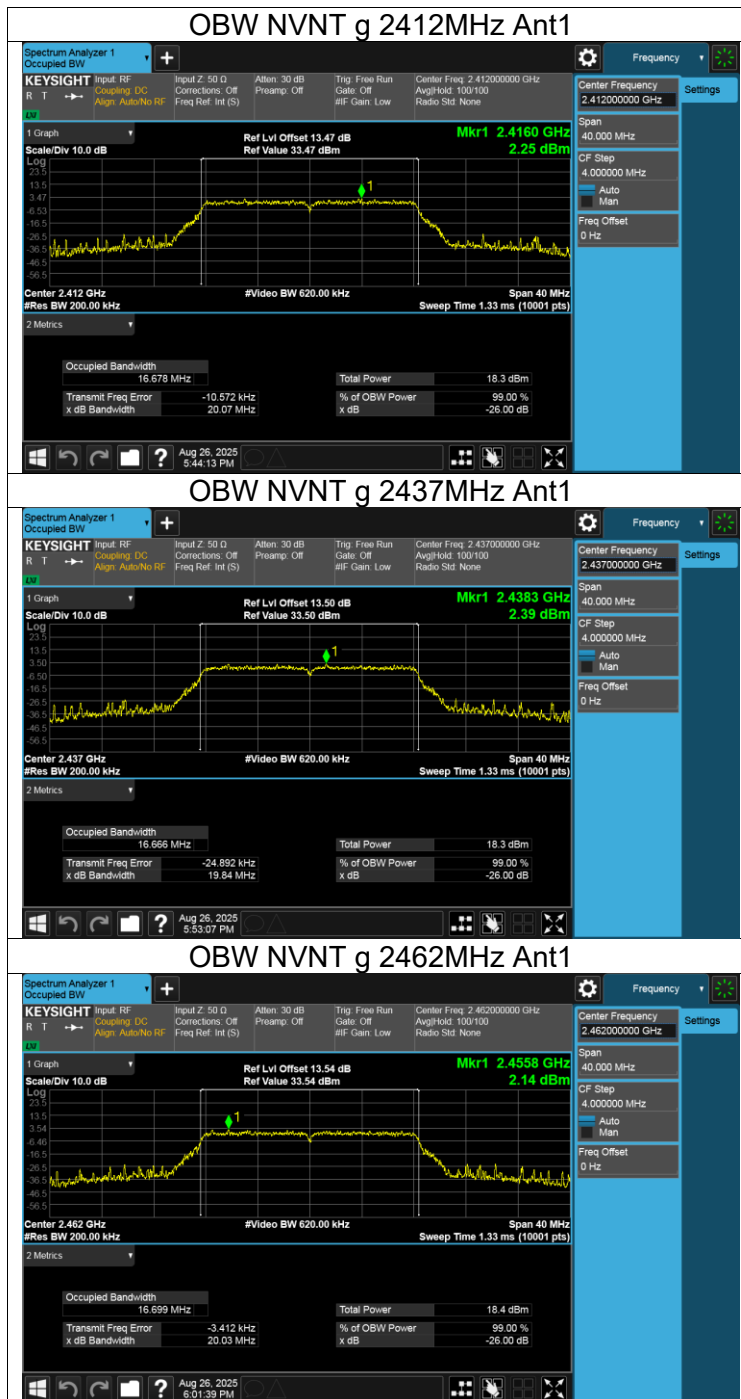 OBW NVNT g 2412MHz Ant1
Spectrum Analyzer 1
Occupied BW
Frequency
KEYSIGHT Input: RF Input Z: 50 Ω Atten: 30 dB Trig: Free Run Center Freq: 2.412000000 GHz
R T Coupling: DC Corrections: Off Preamp: Off Gate: Off Avg|Hold: 100/100
Align: Auto/No RF Freq Ref: Int (S) #IF Gain: Low Radio Std: None
LXI
Center Frequency
2.412000000 GHz
Settings
Span
40.000 MHz
CF Step
4.000000 MHz
Auto
Man
Freq Offset
0 Hz
1 Graph
Ref Lvl Offset 13.47 dB
Mkr1 2.4160 GHz
Scale/Div 10.0 dB
Ref Value 33.47 dBm
2.25 dBm
Log
23.5
13.5
3.47
-6.53
-16.5
-26.5
-36.5
-46.5
-56.5
1
Center 2.412 GHz #Video BW 620.00 kHz Span 40 MHz
#Res BW 200.00 kHz Sweep Time 1.33 ms (10001 pts)
2 Metrics
Occupied Bandwidth
16.678 MHz
Total Power 18.3 dBm
Transmit Freq Error -10.572 kHz
% of OBW Power 99.00 %
x dB Bandwidth 20.07 MHz
x dB -26.00 dB
?
Aug 26, 2025
5:44:13 PM
OBW NVNT g 2437MHz Ant1
Spectrum Analyzer 1
Occupied BW
Frequency
KEYSIGHT Input: RF Input Z: 50 Ω Atten: 30 dB Trig: Free Run Center Freq: 2.437000000 GHz
R T Coupling: DC Corrections: Off Preamp: Off Gate: Off Avg|Hold: 100/100
Align: Auto/No RF Freq Ref: Int (S) #IF Gain: Low Radio Std: None
LXI
Center Frequency
2.437000000 GHz
Settings
Span
40.000 MHz
CF Step
4.000000 MHz
Auto
Man
Freq Offset
0 Hz
1 Graph
Ref Lvl Offset 13.50 dB
Mkr1 2.4383 GHz
Scale/Div 10.0 dB
Ref Value 33.50 dBm
2.39 dBm
Log
23.5
13.5
3.50
-6.50
-16.5
-26.5
-36.5
-46.5
-56.5
1
Center 2.437 GHz #Video BW 620.00 kHz Span 40 MHz
#Res BW 200.00 kHz Sweep Time 1.33 ms (10001 pts)
2 Metrics
Occupied Bandwidth
16.666 MHz
Total Power 18.3 dBm
Transmit Freq Error -24.892 kHz
% of OBW Power 99.00 %
x dB Bandwidth 19.84 MHz
x dB -26.00 dB
?
Aug 26, 2025
5:53:07 PM
OBW NVNT g 2462MHz Ant1
Spectrum Analyzer 1
Occupied BW
Frequency
KEYSIGHT Input: RF Input Z: 50 Ω Atten: 30 dB Trig: Free Run Center Freq: 2.462000000 GHz
R T Coupling: DC Corrections: Off Preamp: Off Gate: Off Avg|Hold: 100/100
Align: Auto/No RF Freq Ref: Int (S) #IF Gain: Low Radio Std: None
LXI
Center Frequency
2.462000000 GHz
Settings
Span
40.000 MHz
CF Step
4.000000 MHz
Auto
Man
Freq Offset
0 Hz
1 Graph
Ref Lvl Offset 13.54 dB
Mkr1 2.4558 GHz
Scale/Div 10.0 dB
Ref Value 33.54 dBm
2.14 dBm
Log
23.5
13.5
3.54
-6.46
-16.5
-26.5
-36.5
-46.5
-56.5
1
Center 2.462 GHz #Video BW 620.00 kHz Span 40 MHz
#Res BW 200.00 kHz Sweep Time 1.33 ms (10001 pts)
2 Metrics
Occupied Bandwidth
16.699 MHz
Total Power 18.4 dBm
Transmit Freq Error -3.412 kHz
% of OBW Power 99.00 %
x dB Bandwidth 20.03 MHz
x dB -26.00 dB
?
Aug 26, 2025
6:01:39 PM